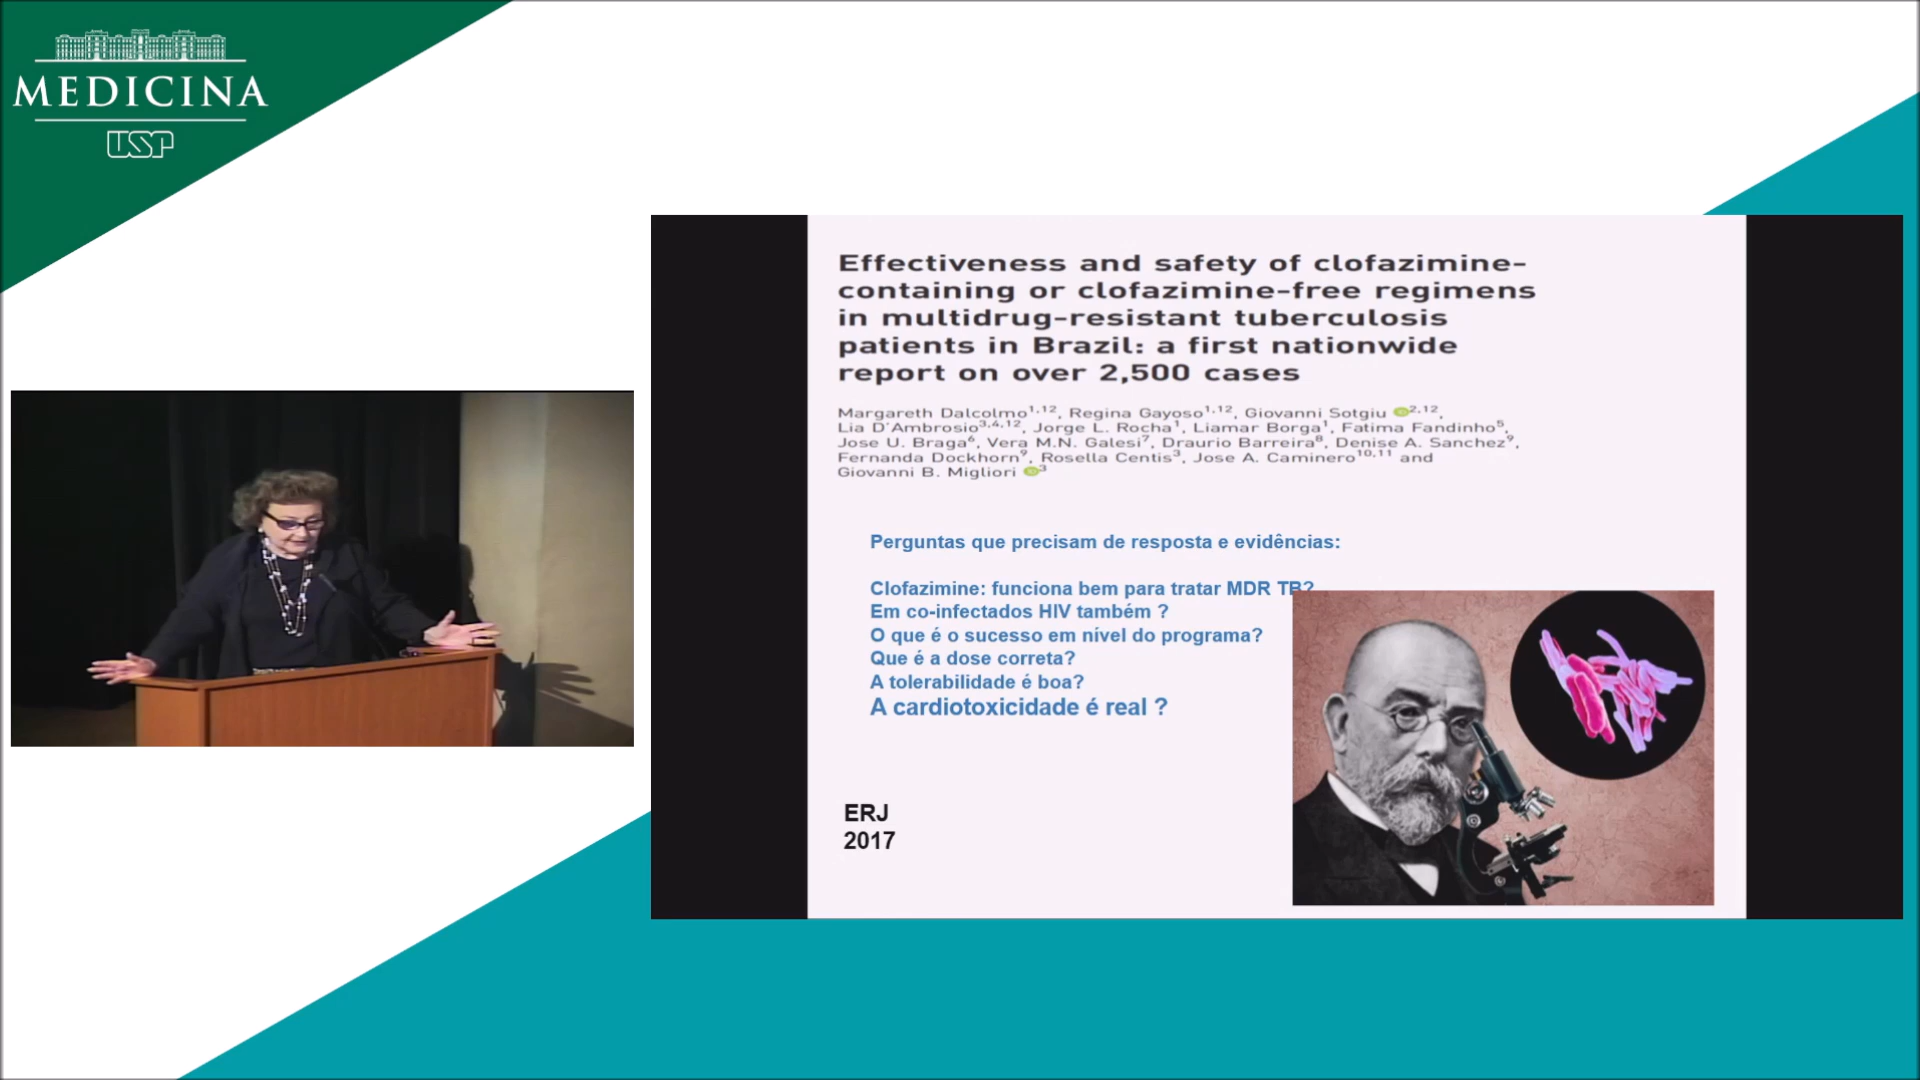 MEDICINA
USP
Effectiveness and safety of clofazimine-
containing or clofazimine-free regimens
in multidrug-resistant tuberculosis
patients in Brazil: a first nationwide
report on over 2,500 cases
Margareth Dalcolmo1,12, Regina Gayoso1,12, Giovanni Sotgiu 2,12,
Lia D'Ambrosio3,4,12, Jorge L. Rocha1, Liamar Borga1, Fatima Fandinho5,
Jose U. Braga6, Vera M.N. Galesi7, Draurio Barreira8, Denise A. Sanchez9,
Fernanda Dockhorn9, Rosella Centis3, Jose A. Caminero10,11 and
Giovanni B. Migliori 3
Perguntas que precisam de resposta e evidências:
Clofazimine: funciona bem para tratar MDR TB?
Em co-infectados HIV também ?
O que é o sucesso em nível do programa?
Que é a dose correta?
A tolerabilidade é boa?
A cardiotoxicidade é real ?
ERJ
2017